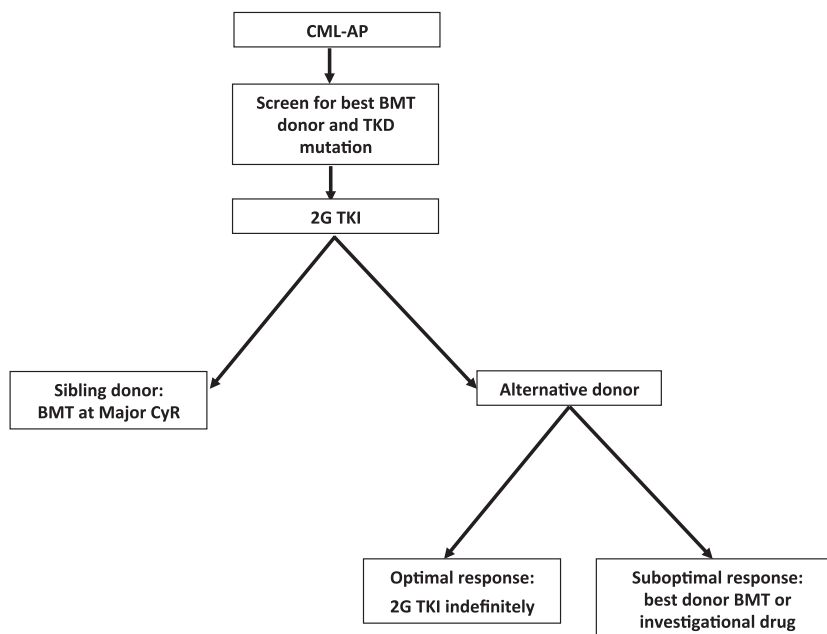 CML-AP
Screen for best BMT
donor and TKD
mutation
2G TKI
Sibling donor:
BMT at Major CyR
Alternative donor
Optimal response:
2G TKI indefinitely
Suboptimal response:
best donor BMT or
investigational drug